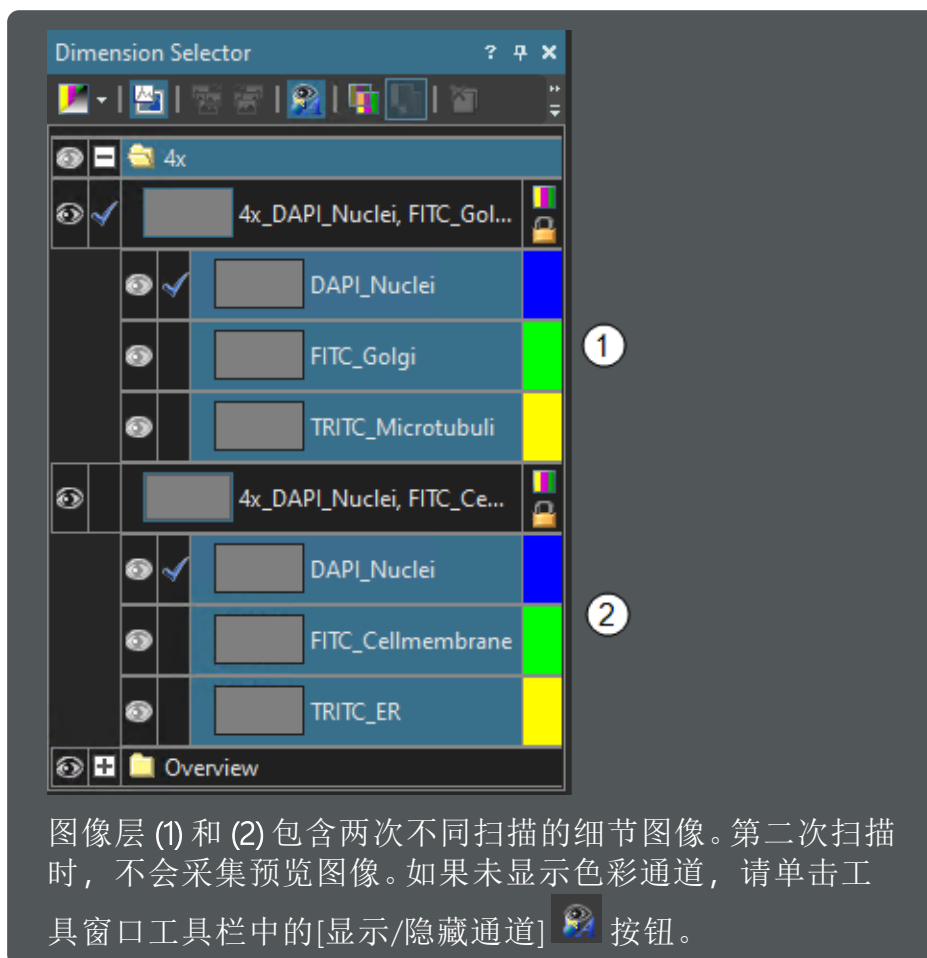 Dimension Selector
4x
4x_DAPI_Nuclei, FITC_Gol...
DAPI_Nuclei
FITC_Golgi
1
TRITC_Microtubuli
4x_DAPI_Nuclei, FITC_Ce...
DAPI_Nuclei
2
FITC_Cellmembrane
TRITC_ER
Overview
图像层 (1) 和 (2) 包含两次不同扫描的细节图像。第二次扫描
时，不会采集预览图像。如果未显示色彩通道，请单击工
具窗口工具栏中的[显示/隐藏通道] 按钮。